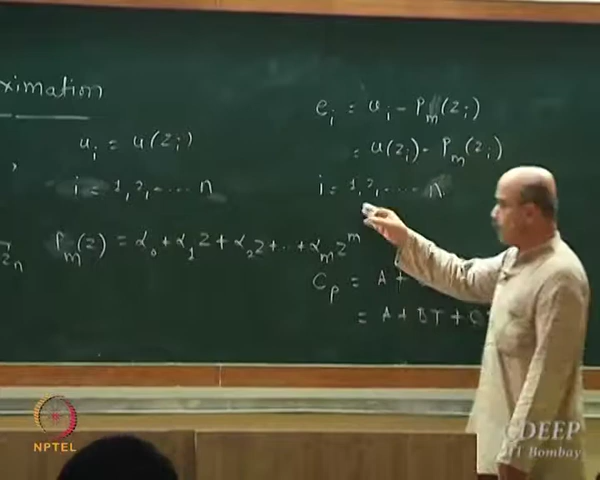 ximation
u_i = u(z_i)
i = 1, 2, .... n
z_n
P_m(z) = α_0 + α_1 z + α_2 z + ... + α_m z^m
e_i = u_i - P_m(z_i)
= u(z_i) - P_m(z_i)
i = 1, 2, .... n
C_p = A +
= A + BT + C
NPTEL
CDEEP
IIT Bombay